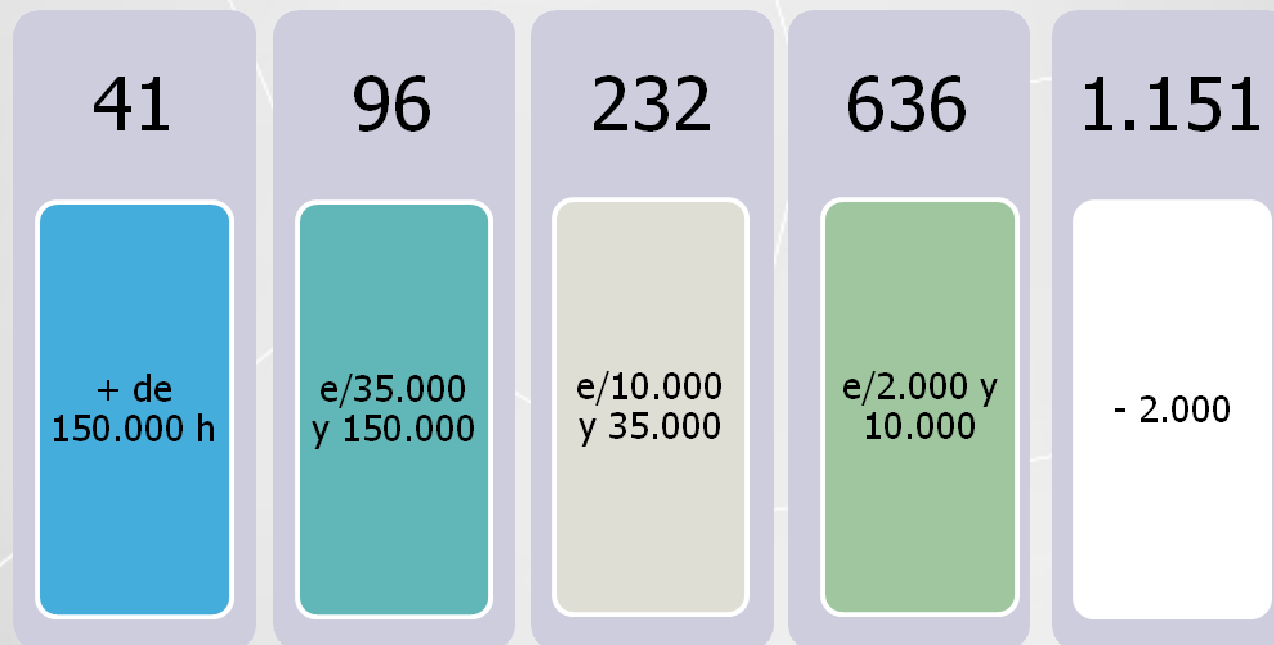 41
96
232
636
1.151
+ de
150.000 h
e/35.000
y 150.000
e/10.000
y 35.000
e/2.000 y
10.000
- 2.000